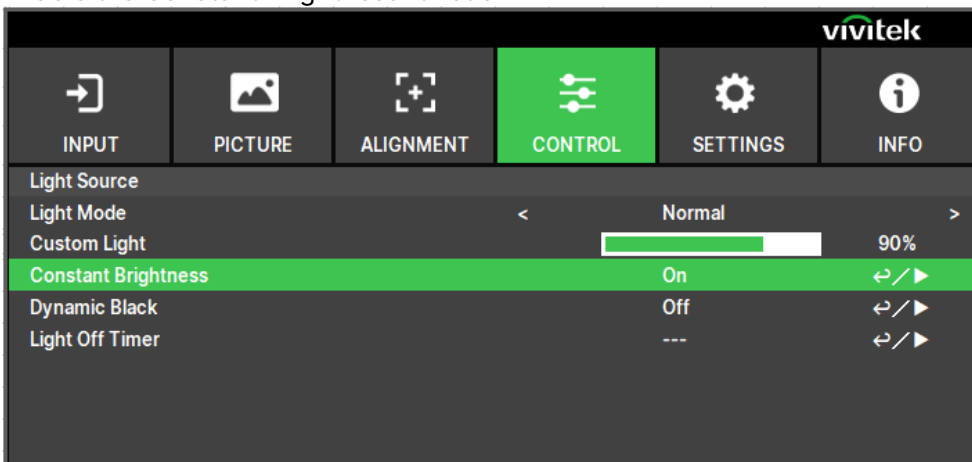 vivitek
INPUT PICTURE ALIGNMENT CONTROL SETTINGS INFO
Light Source
Light Mode < Normal >
Custom Light 90%
Constant Brightness On
Dynamic Black Off
Light Off Timer ---